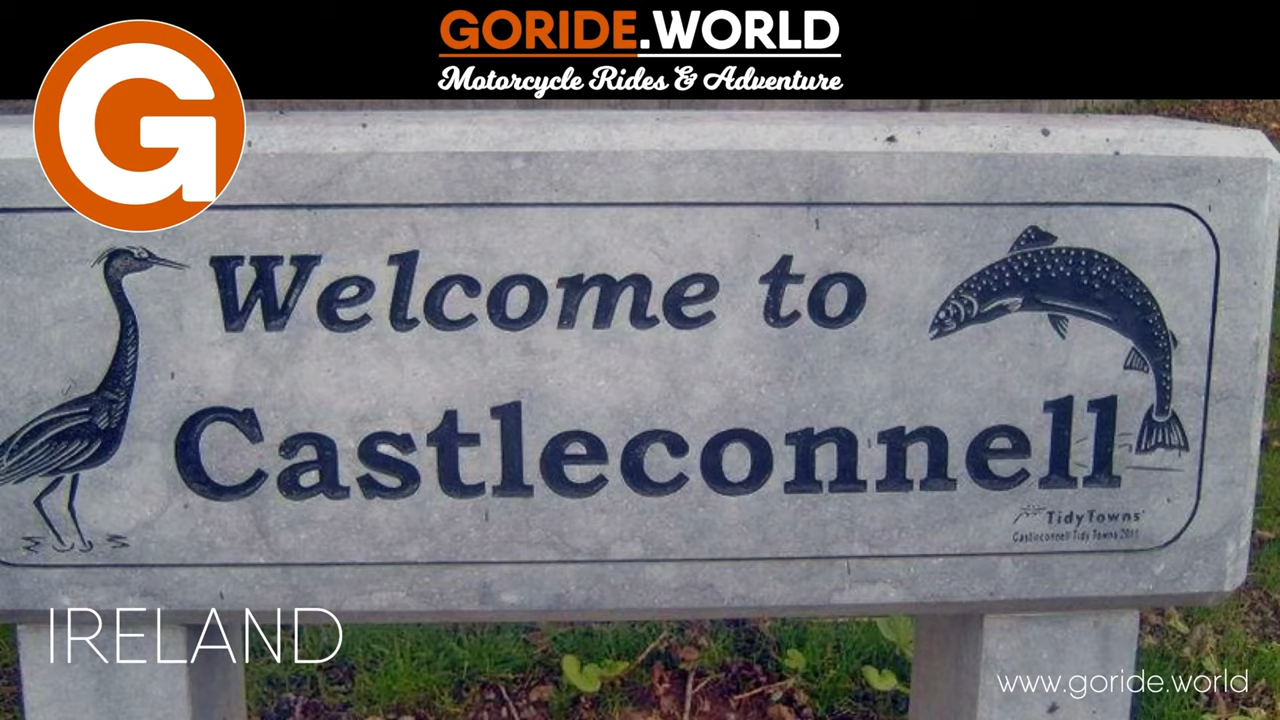 GORIDE.WORLD
Motorcycle Rides & Adventure
G
Welcome to
Castleconnell
TidyTowns
Castleconnell Tidy Towns 2011
IRELAND
www.goride.world